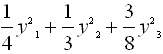 1/4 y²₁ + 1/3 y²₂ + 3/8 y²₃